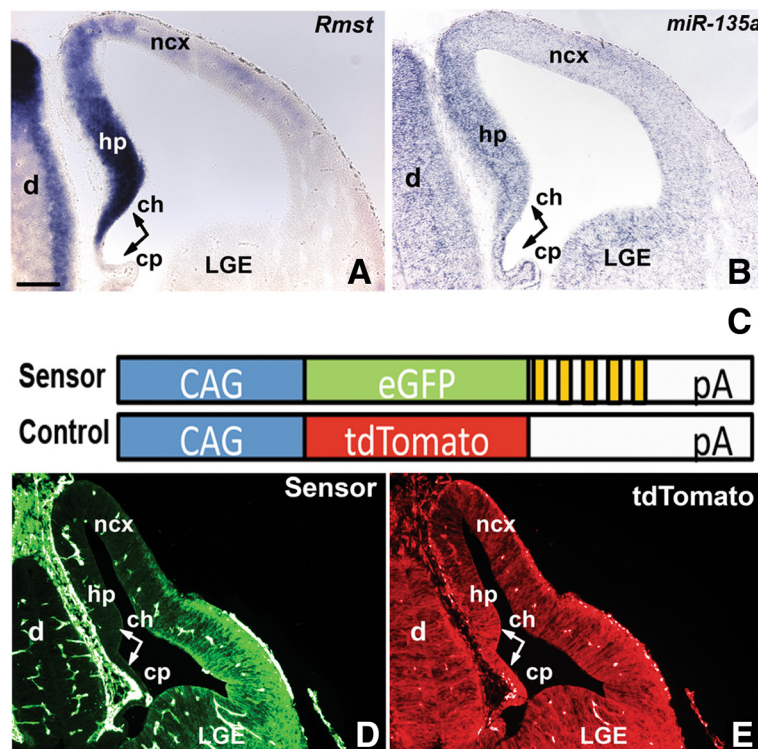 Rmst
ncx
hp
d
ch
cp
LGE
A
miR-135a
ncx
hp
d
ch
cp
LGE
B
C
Sensor CAG eGFP pA
Control CAG tdTomato pA
Sensor
ncx
hp
ch
d
cp
LGE
D
tdTomato
ncx
hp
ch
d
cp
LGE
E